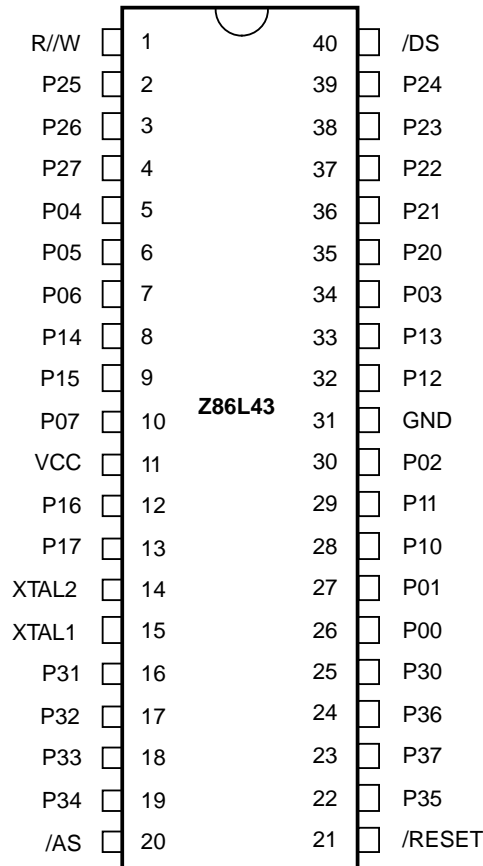 R//W 1 40 /DS
P25 2 39 P24
P26 3 38 P23
P27 4 37 P22
P04 5 36 P21
P05 6 35 P20
P06 7 34 P03
P14 8 33 P13
P15 9 32 P12
Z86L43
P07 10 31 GND
VCC 11 30 P02
P16 12 29 P11
P17 13 28 P10
XTAL2 14 27 P01
XTAL1 15 26 P00
P31 16 25 P30
P32 17 24 P36
P33 18 23 P37
P34 19 22 P35
/AS 20 21 /RESET